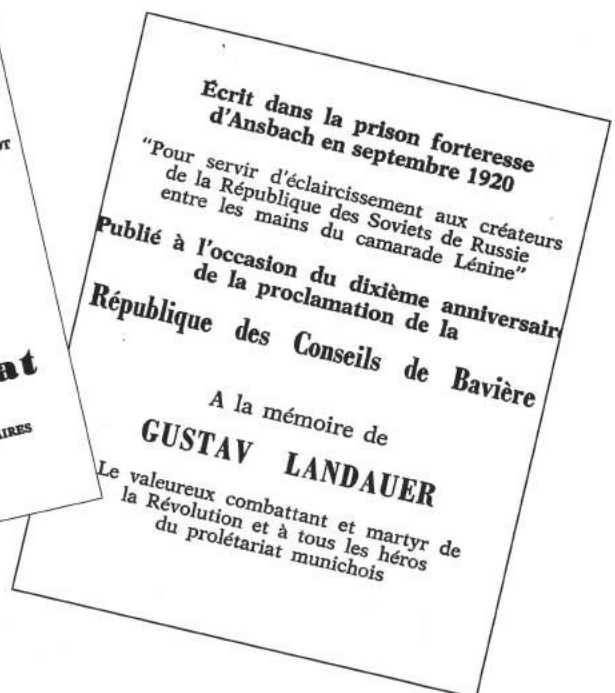 at
AIRES
Écrit dans la prison forteresse
d'Ansbach en septembre 1920
"Pour servir d'éclaircissement aux créateurs
de la République des Soviets de Russie
entre les mains du camarade Lénine"
Publié à l'occasion du dixième anniversair
de la proclamation de la
République des Conseils de Bavière
A la mémoire de
GUSTAV LANDAUER
Le valeureux combattant et martyr de
la Révolution et à tous les héros
du prolétariat munichois